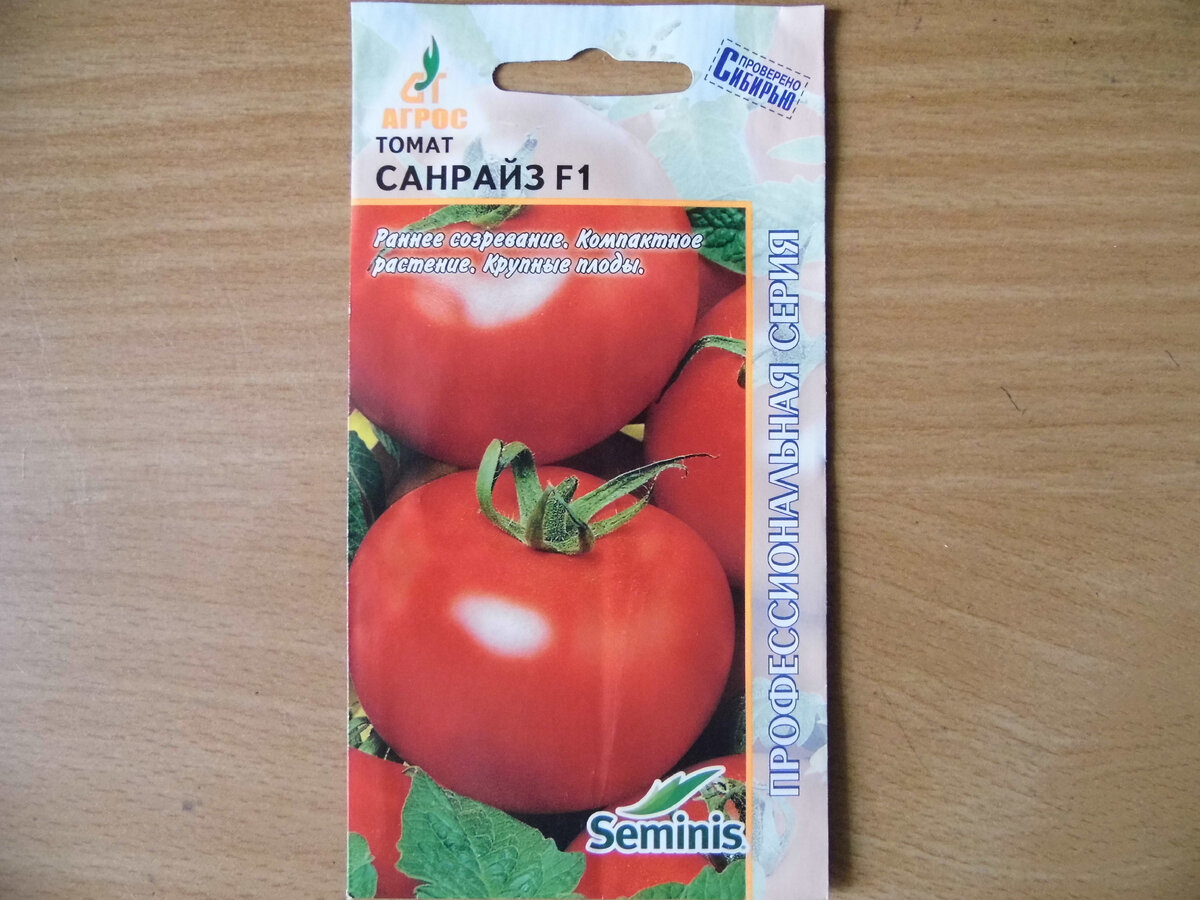 ПРОВЕРЕНО
СИБИРЬЮ
АГРОС
ТОМАТ
САНРАЙЗ F1
Раннее созревание. Компактное
растение. Крупные плоды.
ПРОФЕССИОНАЛЬНАЯ СЕРИЯ
Seminis